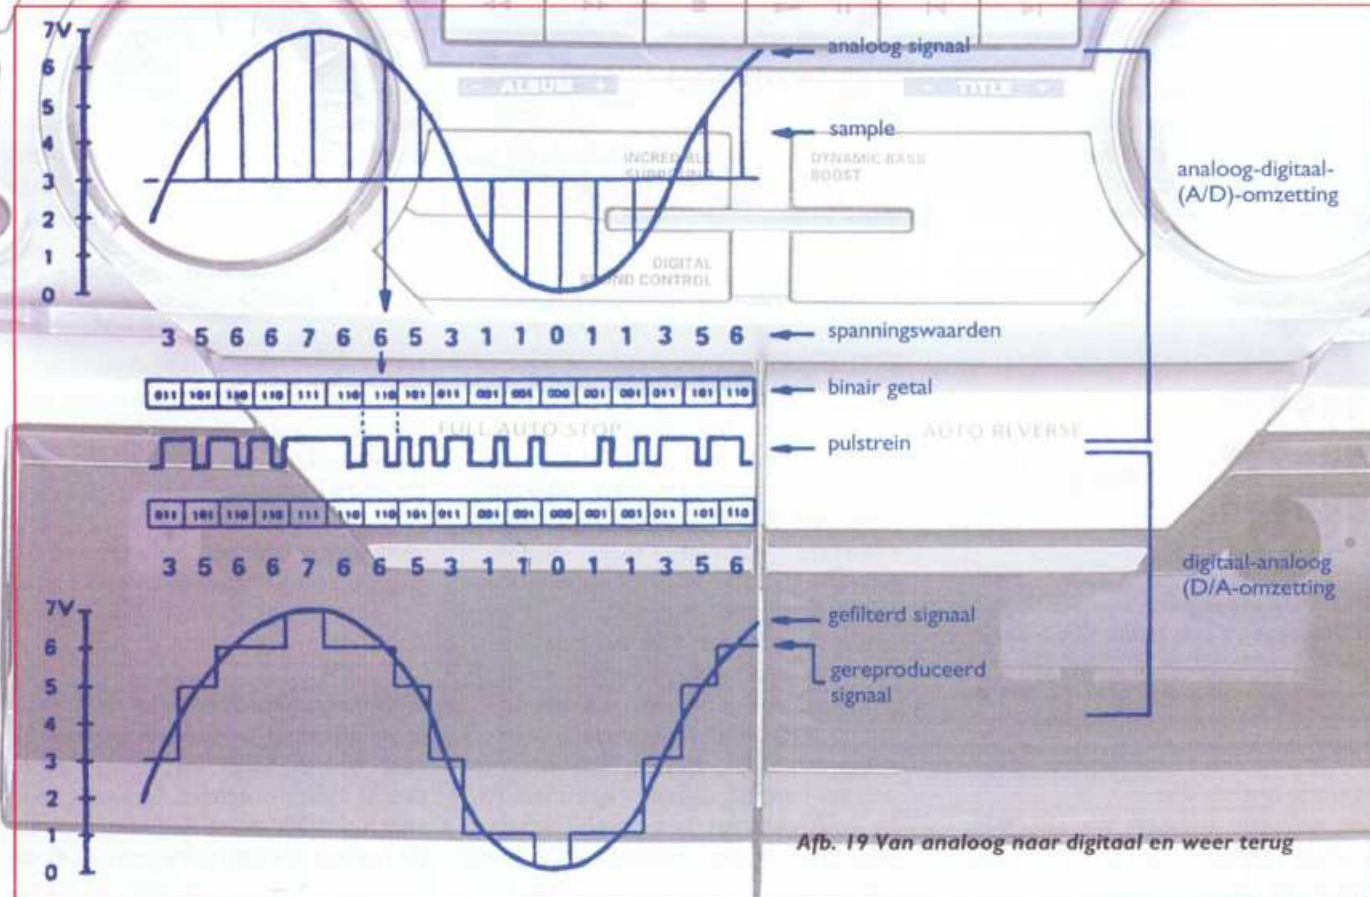 7V
6
5
4
3
2
1
0
analoog signaal
- ALBUM +
- TITLE +
sample
INCREDIBLE
SURROUND
DYNAMIC BASS
BOOST
analoog-digitaal-
(A/D)-omzetting
DIGITAL
SOUND CONTROL
3 5 6 6 7 6 6 5 3 1 1 0 1 1 3 5 6
spanningswaarden
011 101 110 110 111 110 110 101 011 001 001 000 001 001 011 101 110
binair getal
FULL AUTO STOP
AUTO REVERSE
pulstrein
011 101 110 110 111 110 110 101 011 001 001 000 001 001 011 101 110
3 5 6 6 7 6 6 5 3 1 1 0 1 1 3 5 6
digitaal-analoog
(D/A-omzetting
7V
6
5
4
3
2
1
0
gefilterd signaal
gereproduceerd
signaal
Afb. 19 Van analoog naar digitaal en weer terug